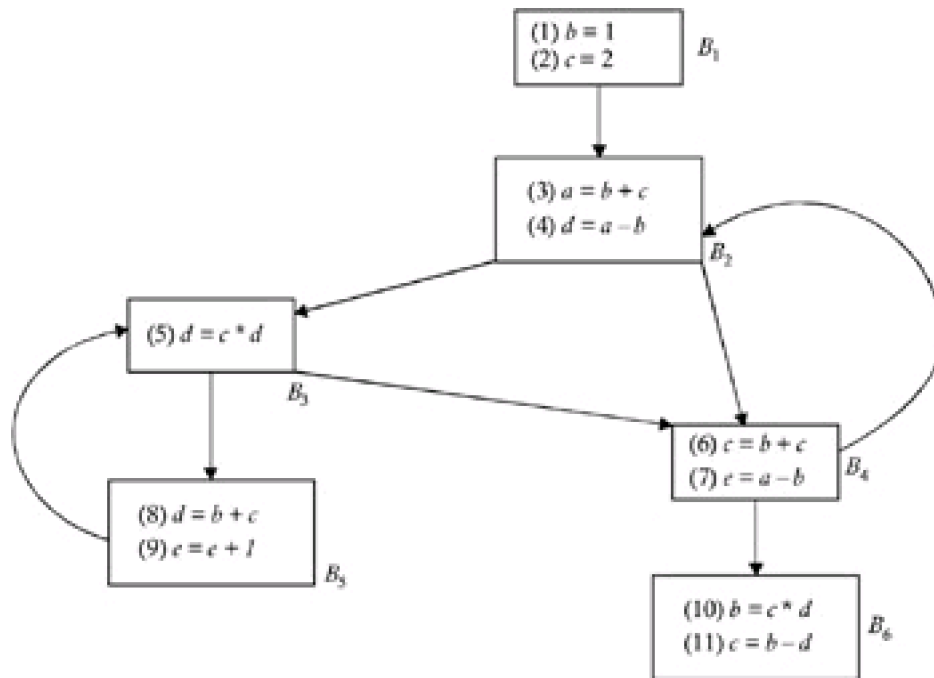 (1) b = 1
(2) c = 2
B₁
(3) a = b + c
(4) d = a – b
B₂
(5) d = c * d
B₃
(6) c = b + c
(7) e = a – b
B₄
(8) d = b + c
(9) e = e + 1
B₅
(10) b = c * d
(11) c = b – d
B₆